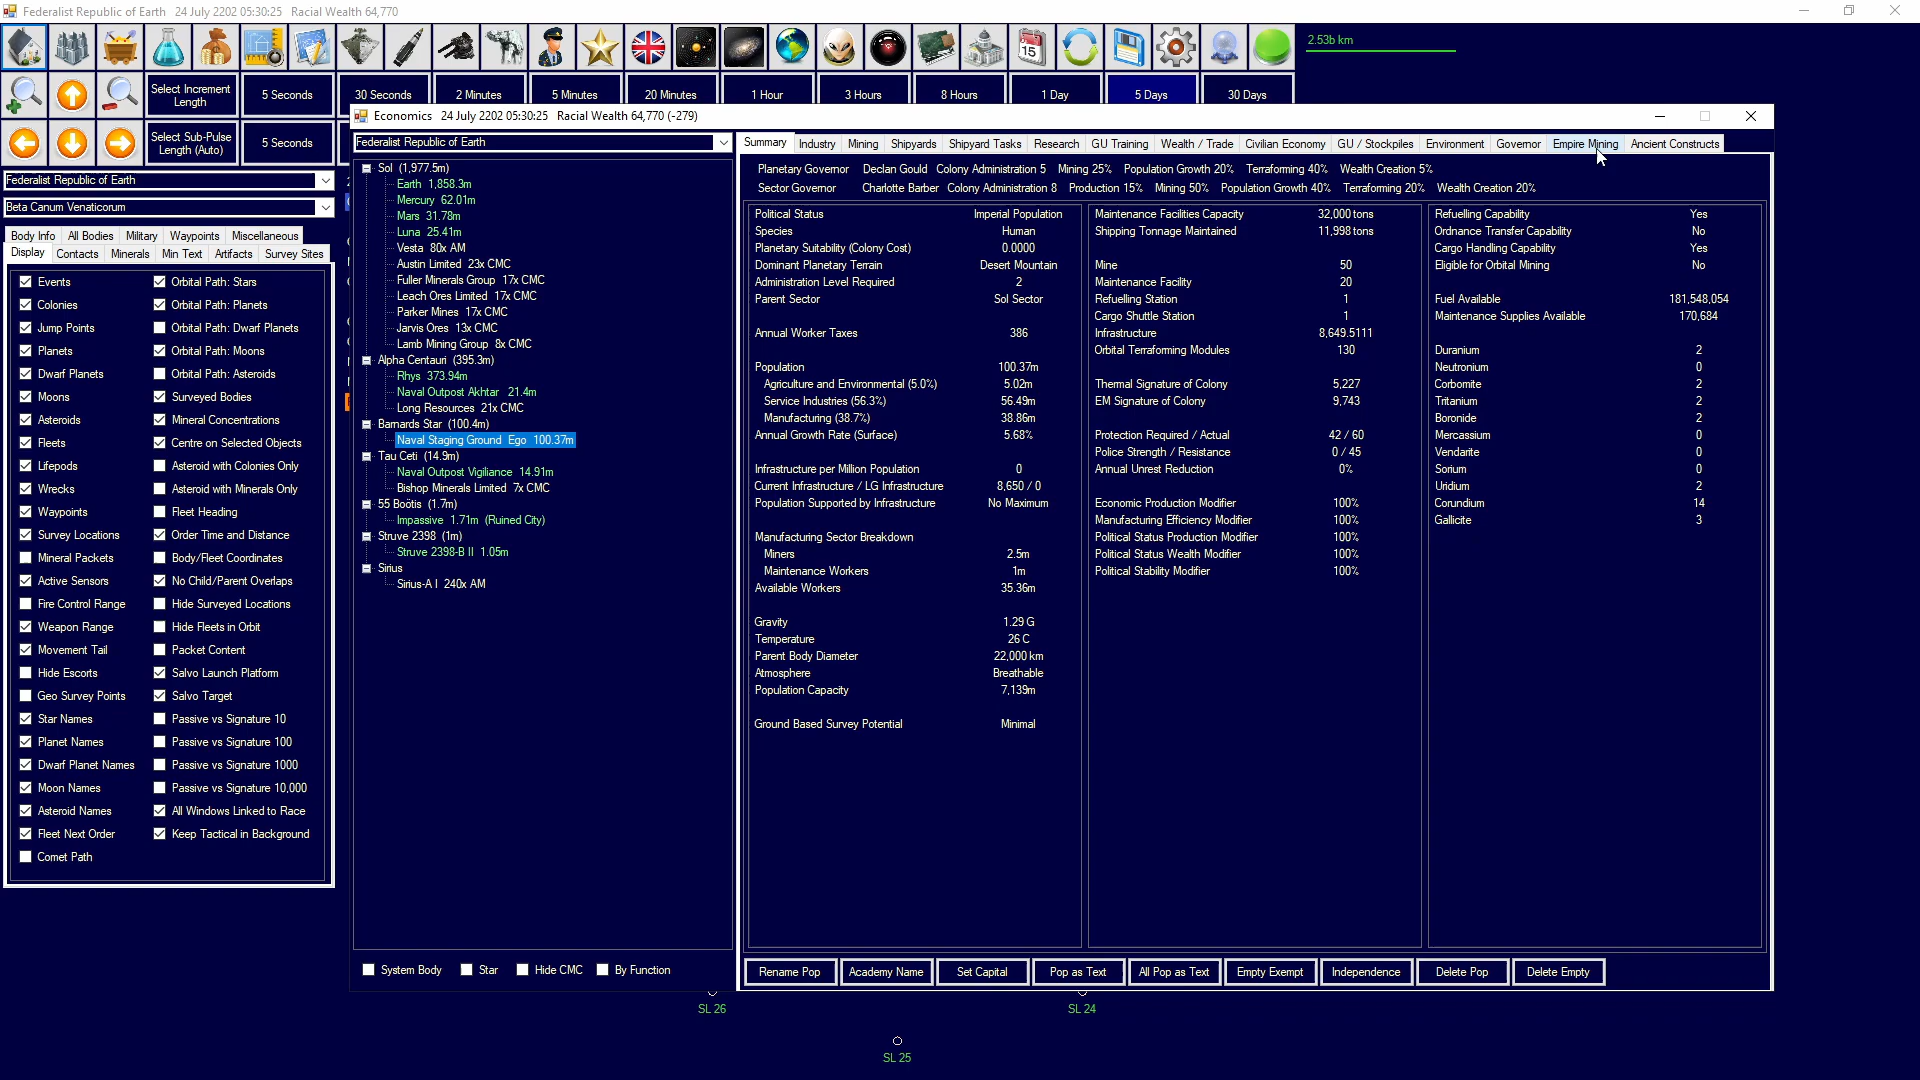 Federalist Republic of Earth   24 July 2202 05:30:25   Racial Wealth 64,770
2.53b km
Select Increment Length
5 Seconds
30 Seconds
2 Minutes
5 Minutes
20 Minutes
1 Hour
3 Hours
8 Hours
1 Day
5 Days
30 Days
Select Sub-Pulse Length (Auto)
5 Seconds
Federalist Republic of Earth
Beta Canum Venaticorum
Body Info   All Bodies   Military   Waypoints   Miscellaneous
Display   Contacts   Minerals   Min Text   Artifacts   Survey Sites
Events   Orbital Path: Stars
Colonies   Orbital Path: Planets
Jump Points   Orbital Path: Dwarf Planets
Planets   Orbital Path: Moons
Dwarf Planets   Orbital Path: Asteroids
Moons   Surveyed Bodies
Asteroids   Mineral Concentrations
Fleets   Centre on Selected Objects
Lifepods   Asteroid with Colonies Only
Wrecks   Asteroid with Minerals Only
Waypoints   Fleet Heading
Survey Locations   Order Time and Distance
Mineral Packets   Body/Fleet Coordinates
Active Sensors   No Child/Parent Overlaps
Fire Control Range   Hide Surveyed Locations
Weapon Range   Hide Fleets in Orbit
Movement Tail   Packet Content
Hide Escorts   Salvo Launch Platform
Geo Survey Points   Salvo Target
Star Names   Passive vs Signature 10
Planet Names   Passive vs Signature 100
Dwarf Planet Names   Passive vs Signature 1000
Moon Names   Passive vs Signature 10,000
Asteroid Names   All Windows Linked to Race
Fleet Next Order   Keep Tactical in Background
Comet Path
Economics   24 July 2202 05:30:25   Racial Wealth 64,770 (-279)
Federalist Republic of Earth
Sol (1,977.5m)
Earth 1,858.3m
Mercury 62.01m
Mars 31.78m
Luna 25.41m
Vesta 80x AM
Austin Limited 23x CMC
Fuller Minerals Group 17x CMC
Leach Ores Limited 17x CMC
Parker Mines 17x CMC
Jarvis Ores 13x CMC
Lamb Mining Group 8x CMC
Alpha Centauri (395.3m)
Rhys 373.94m
Naval Outpost Akhtar 21.4m
Long Resources 21x CMC
Barnards Star (100.4m)
Naval Staging Ground Ego 100.37m
Tau Ceti (14.9m)
Naval Outpost Vigiliance 14.91m
Bishop Minerals Limited 7x CMC
55 Boötis (1.7m)
Impassive 1.71m (Ruined City)
Struve 2398 (1m)
Struve 2398-B II 1.05m
Sirius
Sirius-A I 240x AM
System Body   Star   Hide CMC   By Function
Summary   Industry   Mining   Shipyards   Shipyard Tasks   Research   GU Training   Wealth / Trade   Civilian Economy   GU / Stockpiles   Environment   Governor   Empire Mining   Ancient Constructs
Planetary Governor   Declan Gould   Colony Administration 5   Mining 25%   Population Growth 20%   Terraforming 40%   Wealth Creation 5%
Sector Governor   Charlotte Barber   Colony Administration 8   Production 15%   Mining 50%   Population Growth 40%   Terraforming 20%   Wealth Creation 20%
Political Status   Imperial Population
Species   Human
Planetary Suitability (Colony Cost)   0.0000
Dominant Planetary Terrain   Desert Mountain
Administration Level Required   2
Parent Sector   Sol Sector
Annual Worker Taxes   386
Population   100.37m
Agriculture and Environmental (5.0%)   5.02m
Service Industries (56.3%)   56.49m
Manufacturing (38.7%)   38.86m
Annual Growth Rate (Surface)   5.68%
Infrastructure per Million Population   0
Current Infrastructure / LG Infrastructure   8,650 / 0
Population Supported by Infrastructure   No Maximum
Manufacturing Sector Breakdown
Miners   2.5m
Maintenance Workers   1m
Available Workers   35.36m
Gravity   1.29 G
Temperature   26 C
Parent Body Diameter   22,000 km
Atmosphere   Breathable
Population Capacity   7,139m
Ground Based Survey Potential   Minimal
Maintenance Facilities Capacity   32,000 tons
Shipping Tonnage Maintained   11,998 tons
Mine   50
Maintenance Facility   20
Refuelling Station   1
Cargo Shuttle Station   1
Infrastructure   8,649.5111
Orbital Terraforming Modules   130
Thermal Signature of Colony   5,227
EM Signature of Colony   9,743
Protection Required / Actual   42 / 60
Police Strength / Resistance   0 / 45
Annual Unrest Reduction   0%
Economic Production Modifier   100%
Manufacturing Efficiency Modifier   100%
Political Status Production Modifier   100%
Political Status Wealth Modifier   100%
Political Stability Modifier   100%
Refuelling Capability   Yes
Ordnance Transfer Capability   No
Cargo Handling Capability   Yes
Eligible for Orbital Mining   No
Fuel Available   181,548,054
Maintenance Supplies Available   170,684
Duranium   2
Neutronium   0
Corbomite   2
Tritanium   2
Boronide   2
Mercassium   0
Vendarite   0
Sorium   0
Uridium   2
Corundium   14
Gallicite   3
Rename Pop   Academy Name   Set Capital   Pop as Text   All Pop as Text   Empty Exempt   Independence   Delete Pop   Delete Empty
SL 26
SL 24
SL 25